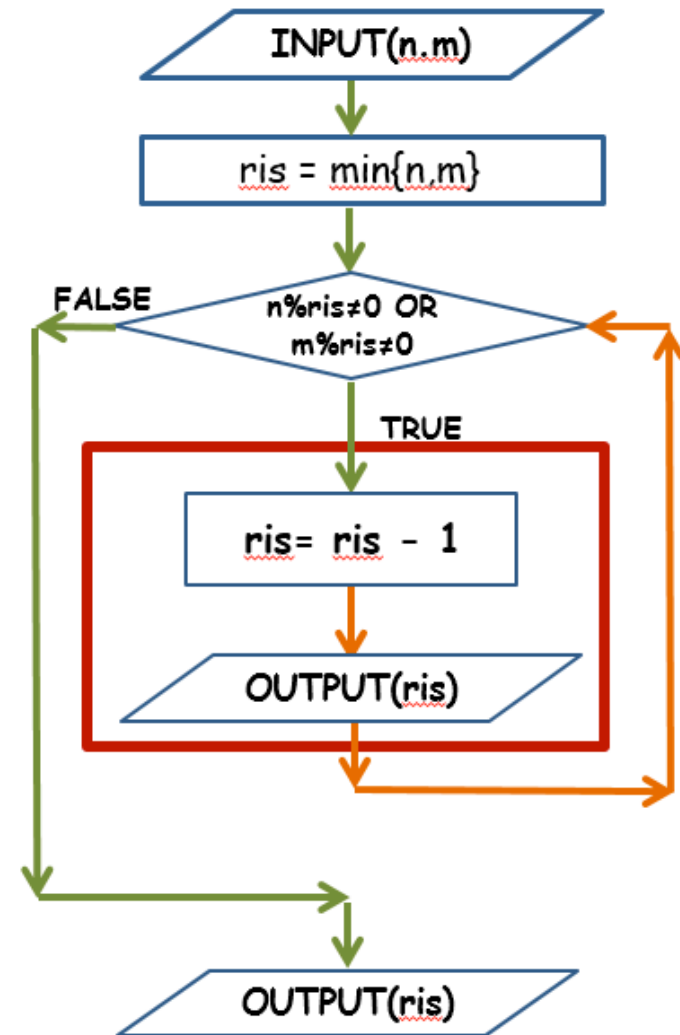 INPUT(n.m)
ris = min{n,m}
FALSE
n%ris≠0 OR
m%ris≠0
TRUE
ris= ris - 1
OUTPUT(ris)
OUTPUT(ris)